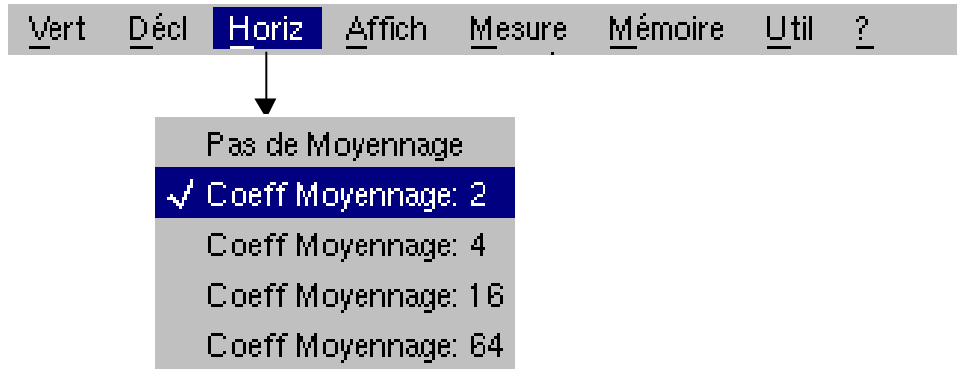 Vert Décl Horiz Affich Mesure Mémoire Util ?
Pas de Moyennage
✓ Coeff Moyennage: 2
Coeff Moyennage: 4
Coeff Moyennage: 16
Coeff Moyennage: 64